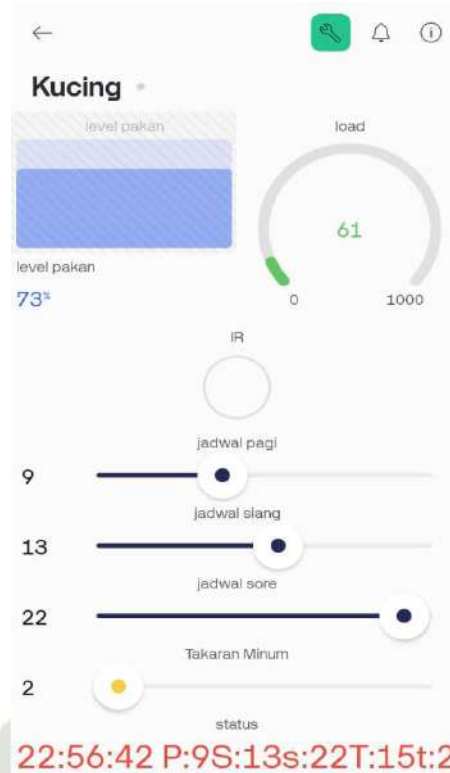 Kucing
level pakan
load
61
level pakan
73%
0
1000
IR
jadwal pagi
9
jadwal siang
13
jadwal sore
22
Takaran Minum
2
status
22:56:42 P:9S:13s:22T:15t:2